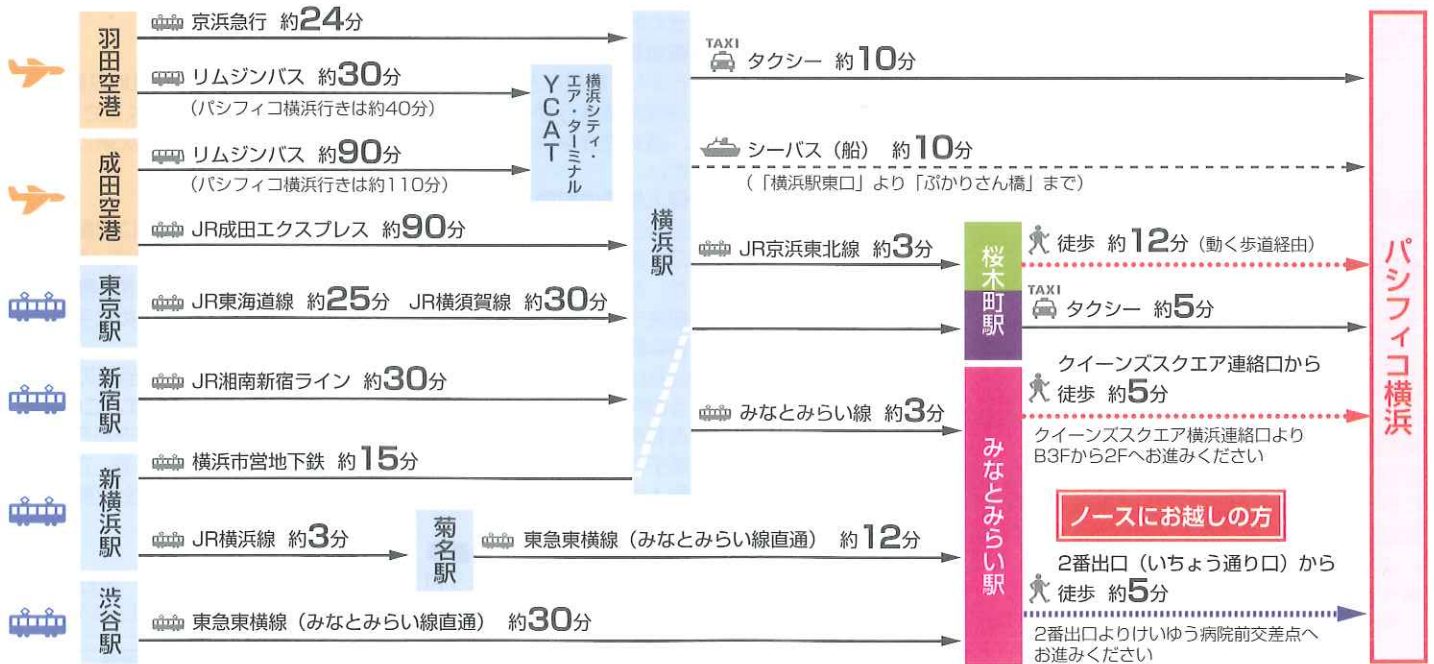 羽田空港
京浜急行 約24分
リムジンバス 約30分
(パシフィコ横浜行きは約40分)
成田空港
リムジンバス 約90分
(パシフィコ横浜行きは約110分)
JR成田エクスプレス 約90分
横浜シティ・
エア・ターミナル
YCAT
東京駅
JR東海道線 約25分 JR横須賀線 約30分
新宿駅
JR湘南新宿ライン 約30分
新横浜駅
横浜市営地下鉄 約15分
JR横浜線 約3分
菊名駅
東急東横線(みなとみらい線直通) 約12分
渋谷駅
東急東横線(みなとみらい線直通) 約30分
横浜駅
TAXI
タクシー 約10分
シーバス(船) 約10分
(「横浜駅東口」より「ぷかりさん橋」まで)
JR京浜東北線 約3分
みなとみらい線 約3分
桜木町駅
徒歩 約12分(動く歩道経由)
TAXI
タクシー 約5分
みなとみらい駅
クイーンズスクエア連絡口から
徒歩 約5分
クイーンズスクエア横浜連絡口より
B3Fから2Fへお進みください
ノースにお越しの方
2番出口(いちょう通り口)から
徒歩 約5分
2番出口よりけいゆう病院前交差点へ
お進みください
パシフィコ横浜